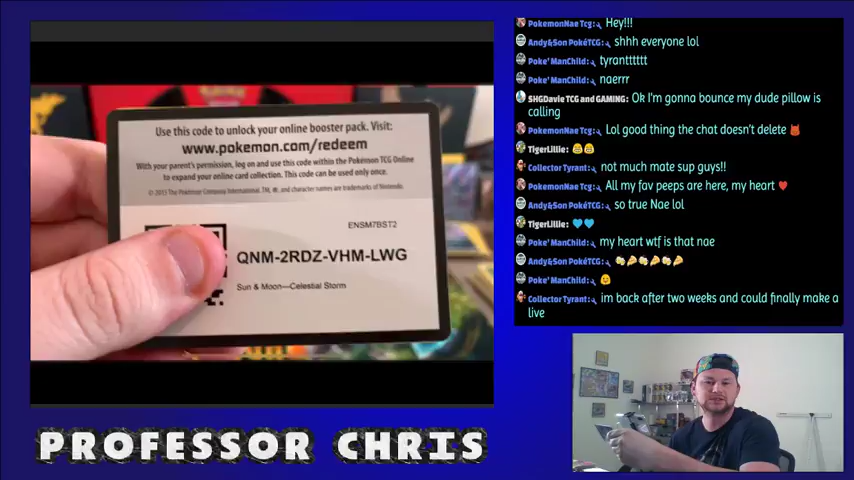 Use this code to unlock your online booster pack. Visit:
www.pokemon.com/redeem
With your parent's permission, log on and use this code within the Pokémon TCG Online
to expand your online card collection. This code can be used only once.
© 2015 The Pokémon Company International. TM, ®, and character names are trademarks of Nintendo.
ENSM7BST2
QNM-2RDZ-VHM-LWG
Sun & Moon—Celestial Storm
PROFESSOR CHRIS
PokemonNae Tcg: Hey!!!
Andy&Son PokéTCG: shhh everyone lol
Poke' ManChild: tyrantttttt
Poke' ManChild: naerrr
SHGDavie TCG and GAMING: Ok I'm gonna bounce my dude pillow is
calling
PokemonNae Tcg: Lol good thing the chat doesn't delete
TigerLillie:
Collector Tyrant: not much mate sup guys!!
PokemonNae Tcg: All my fav peeps are here, my heart
Andy&Son PokéTCG: so true Nae lol
TigerLillie:
Poke' ManChild: my heart wtf is that nae
Andy&Son PokéTCG:
Poke' ManChild:
Collector Tyrant: im back after two weeks and could finally make a
live